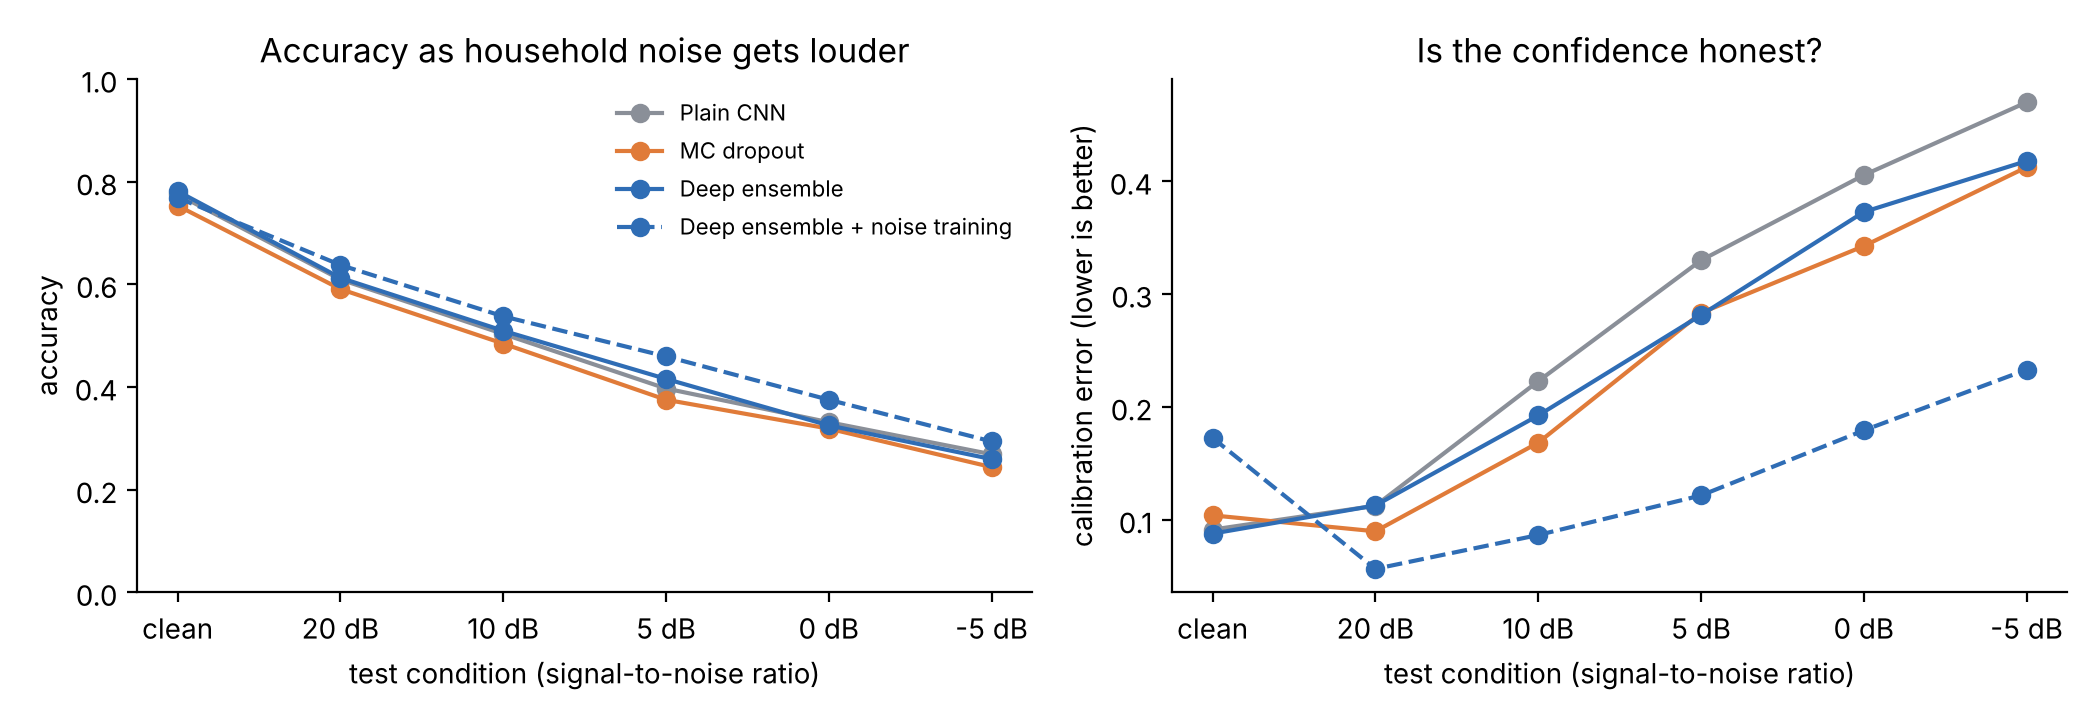 Accuracy as household noise gets louder
1.0
0.8
0.6
0.4
0.2
0.0
accuracy
Plain CNN
MC dropout
Deep ensemble
Deep ensemble + noise training
clean
20 dB
10 dB
5 dB
0 dB
-5 dB
test condition (signal-to-noise ratio)
Is the confidence honest?
0.4
0.3
0.2
0.1
calibration error (lower is better)
clean
20 dB
10 dB
5 dB
0 dB
-5 dB
test condition (signal-to-noise ratio)